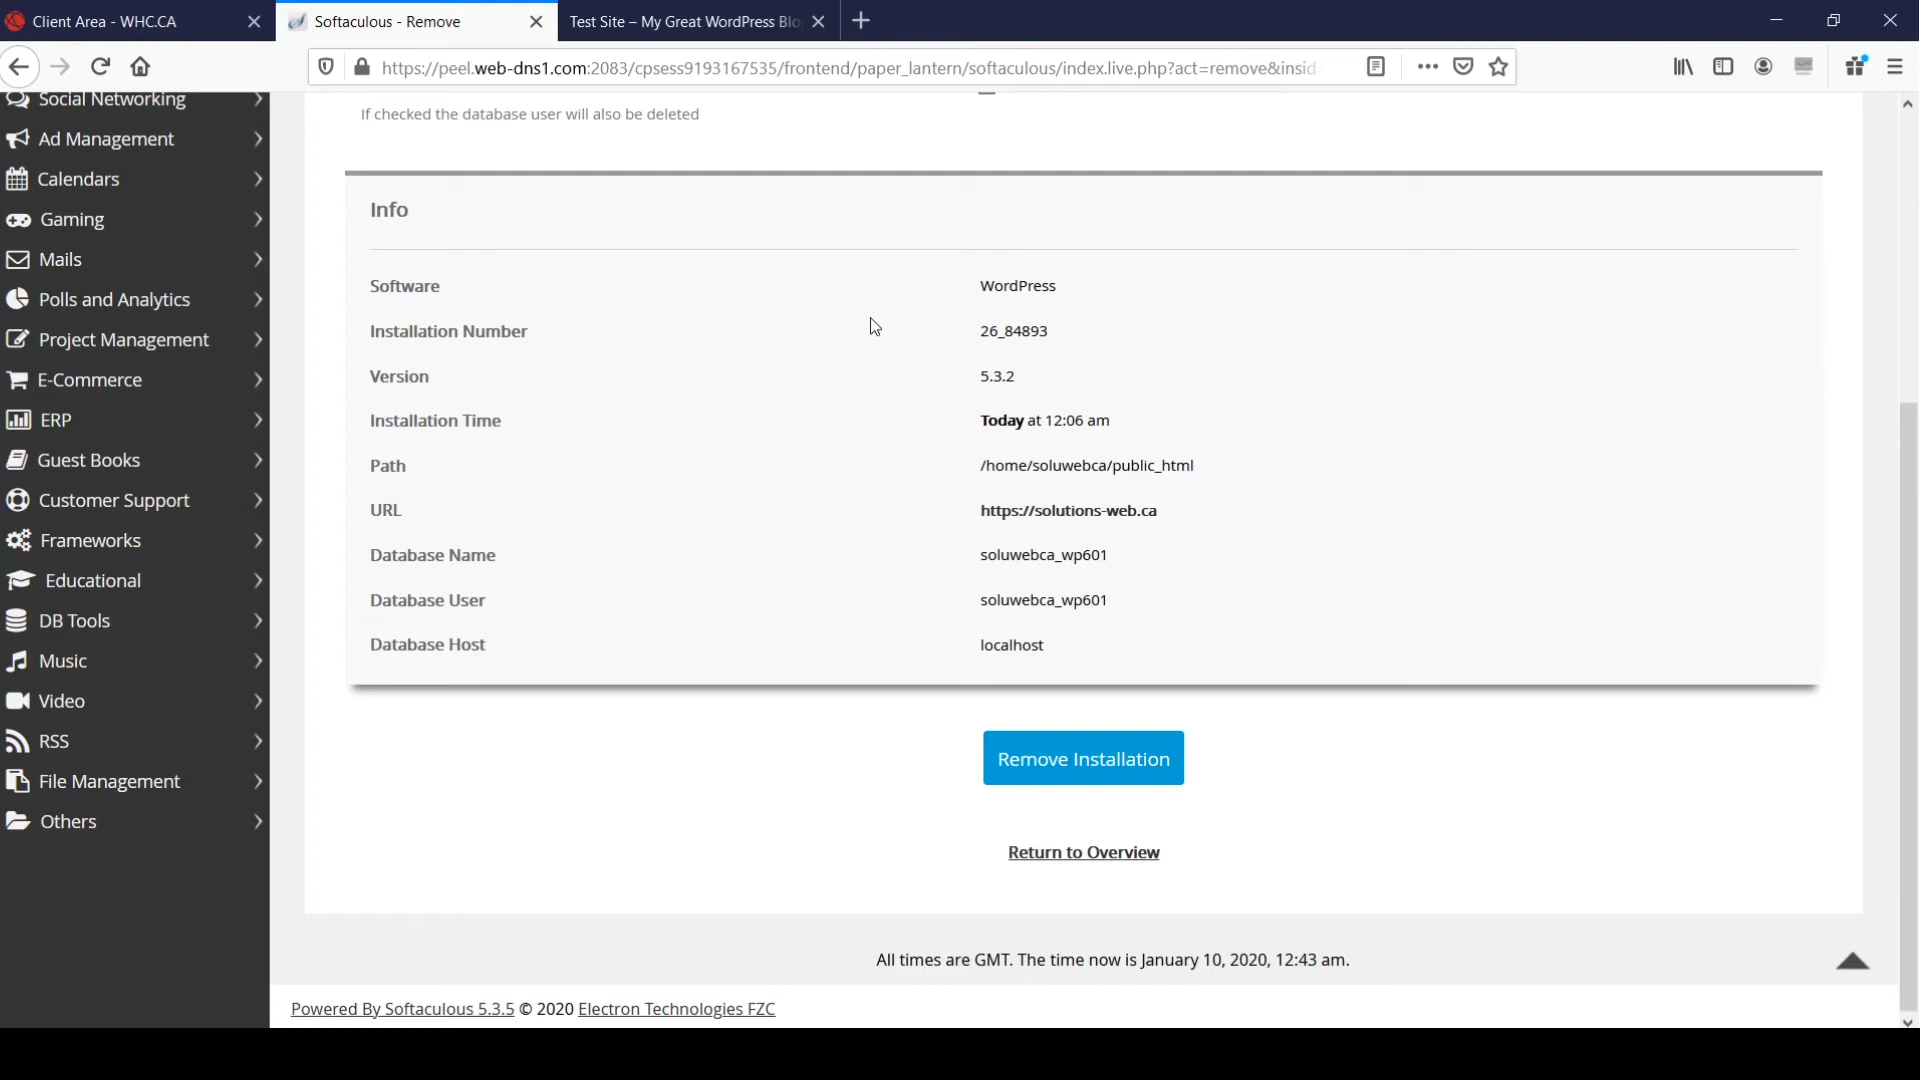 Client Area - WHC.CA
Softaculous - Remove
Test Site – My Great WordPress Blo
https://peel.web-dns1.com:2083/cpsess9193167535/frontend/paper_lantern/softaculous/index.live.php?act=remove&insid
Social Networking
Ad Management
Calendars
Gaming
Mails
Polls and Analytics
Project Management
E-Commerce
ERP
Guest Books
Customer Support
Frameworks
Educational
DB Tools
Music
Video
RSS
File Management
Others
If checked the database user will also be deleted
Info
Software WordPress
Installation Number 26_84893
Version 5.3.2
Installation Time Today at 12:06 am
Path /home/soluwebca/public_html
URL https://solutions-web.ca
Database Name soluwebca_wp601
Database User soluwebca_wp601
Database Host localhost
Remove Installation
Return to Overview
All times are GMT. The time now is January 10, 2020, 12:43 am.
Powered By Softaculous 5.3.5 © 2020 Electron Technologies FZC